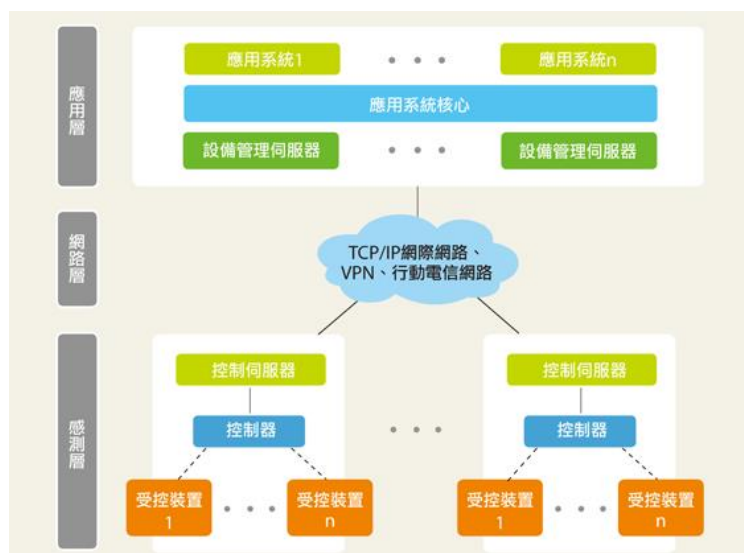 應用層
應用系統1
應用系統n
應用系統核心
設備管理伺服器
設備管理伺服器
網路層
TCP/IP網際網路、
VPN、行動電信網路
感測層
控制伺服器
控制伺服器
控制器
控制器
受控裝置
1
受控裝置
n
受控裝置
1
受控裝置
n